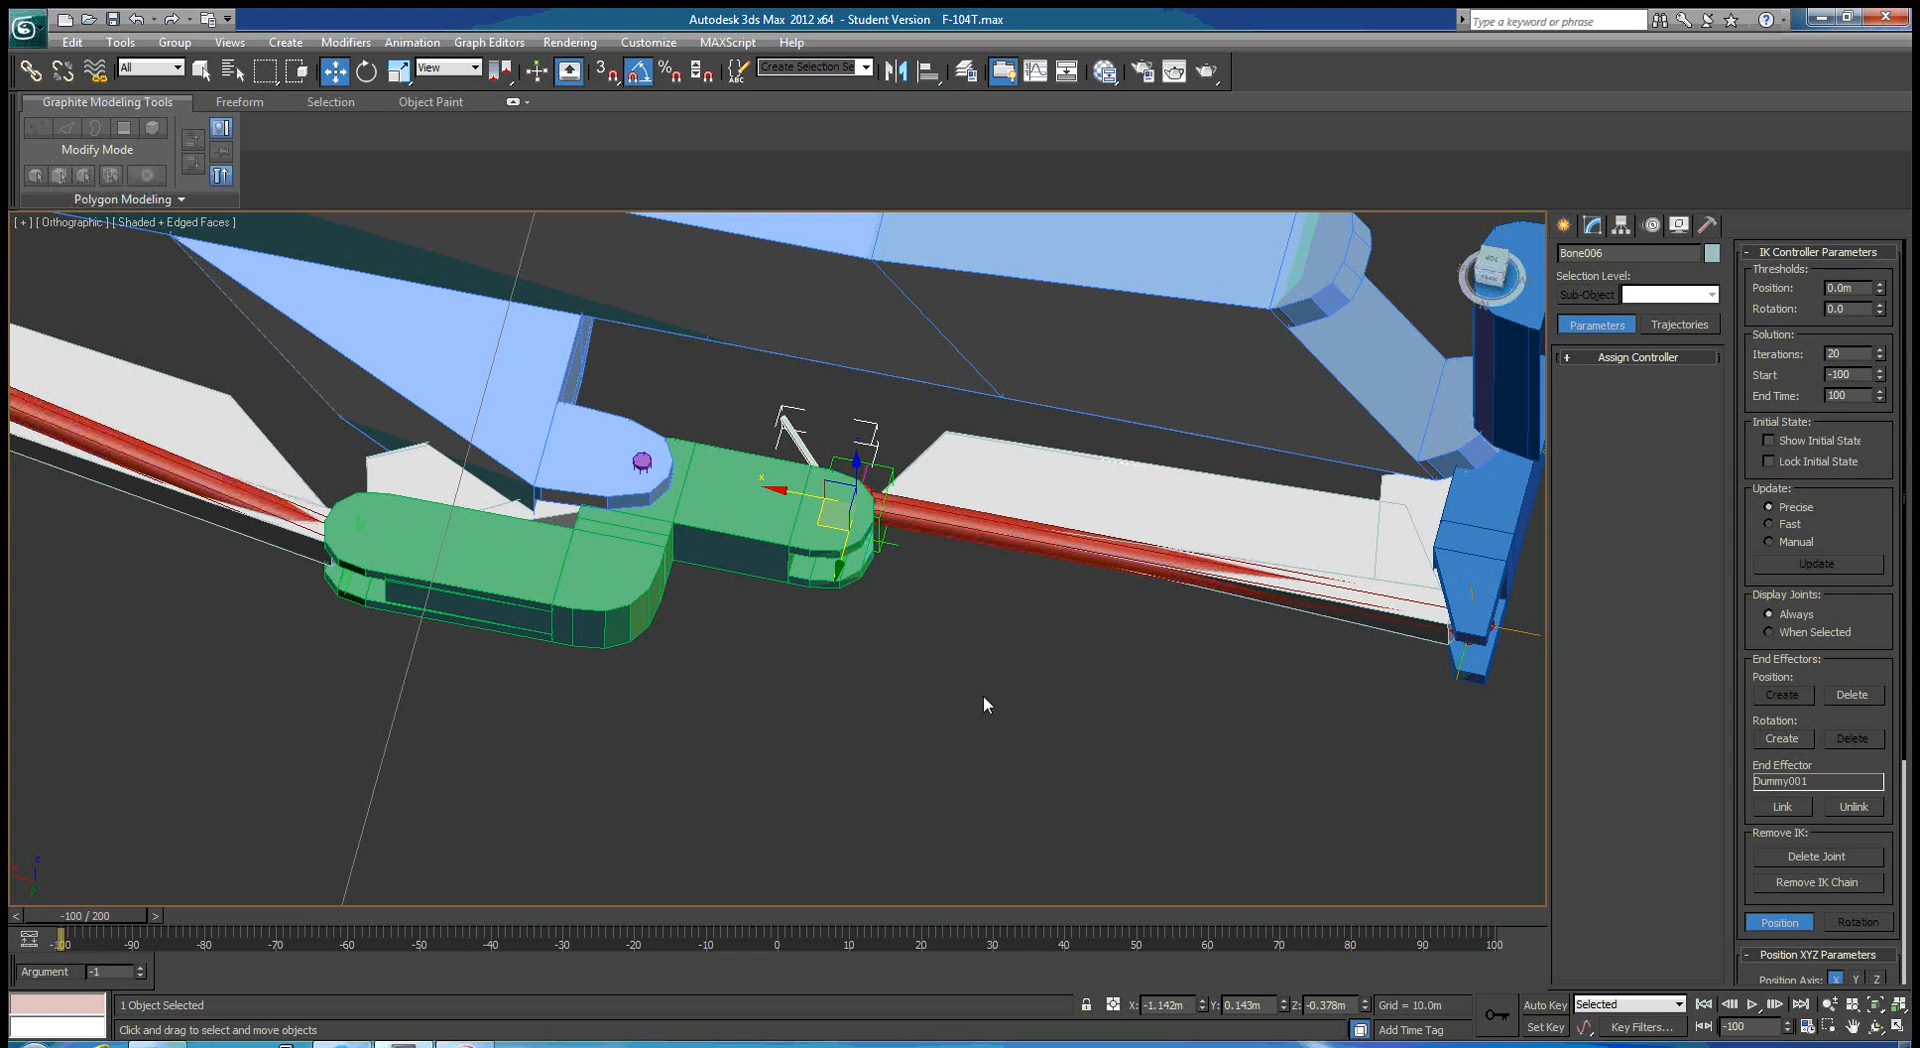 Autodesk 3ds Max 2012 x64 - Student Version F-104T.max
Type a keyword or phrase
Edit Tools Group Views Create Modifiers Animation Graph Editors Rendering Customize MAXScript Help
All View 3 Create Selection Se
Graphite Modeling Tools Freeform Selection Object Paint
Modify Mode
Polygon Modeling
[ + ] [ Orthographic ] [ Shaded + Edged Faces ]
Bone006
Selection Level:
Sub-Object
Parameters Trajectories
+ Assign Controller
- IK Controller Parameters
Thresholds:
Position: 0.0m
Rotation: 0.0
Solution:
Iterations: 20
Start -100
End Time: 100
Initial State:
Show Initial State
Lock Initial State
Update:
Precise
Fast
Manual
Update
Display Joints:
Always
When Selected
End Effectors:
Position:
Create Delete
Rotation:
Create Delete
End Effector
Dummy001
Link Unlink
Remove IK:
Delete Joint
Remove IK Chain
Position Rotation
- Position XYZ Parameters
Position Axis: X Y Z
x
z
< -100 / 200 >
-100 -90 -80 -70 -60 -50 -40 -30 -20 -10 0 10 20 30 40 50 60 70 80 90 100
Argument -1
1 Object Selected
X: -1.142m Y: 0.143m Z: -0.378m Grid = 10.0m
Auto Key Selected
Click and drag to select and move objects
Add Time Tag
Set Key Key Filters... -100